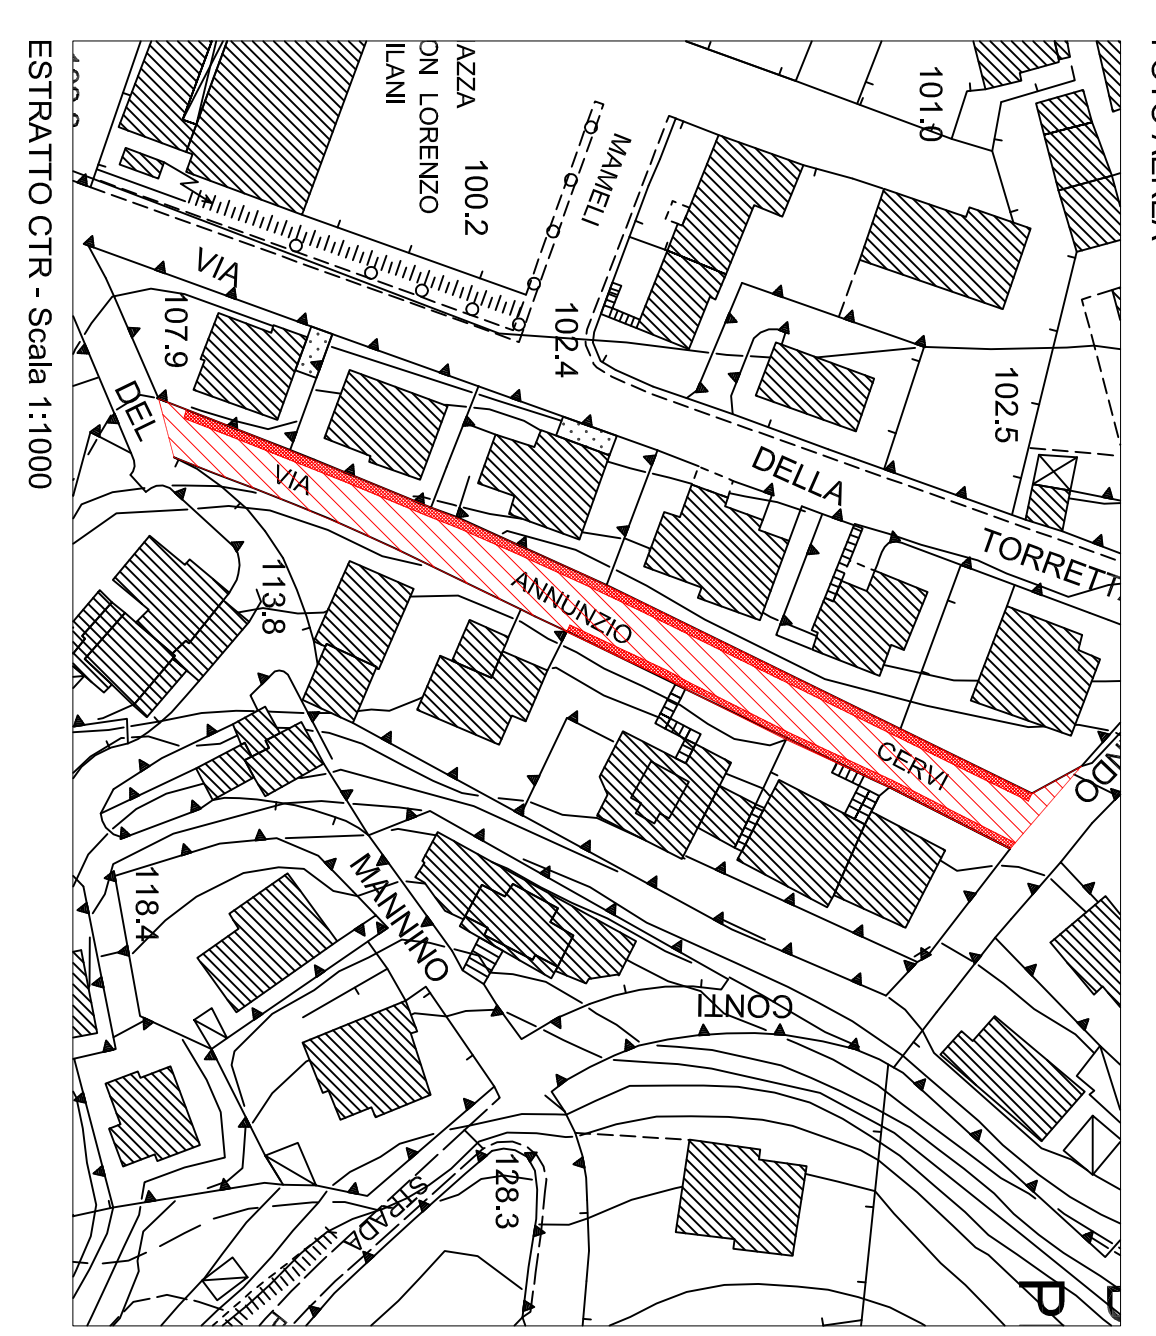 ESTRATTO CTR - Scala 1:1000
AZZA
ON LORENZO
ILANI
100.2
MAMELI
101.0
102.4
102.5
VIA
DELLA
TORRETT
107.9
DEL
VIA
ANNUNZIO
CERVI
NDO
113.8
118.4
MANNINO
CONTI
128.3
STRADA
P